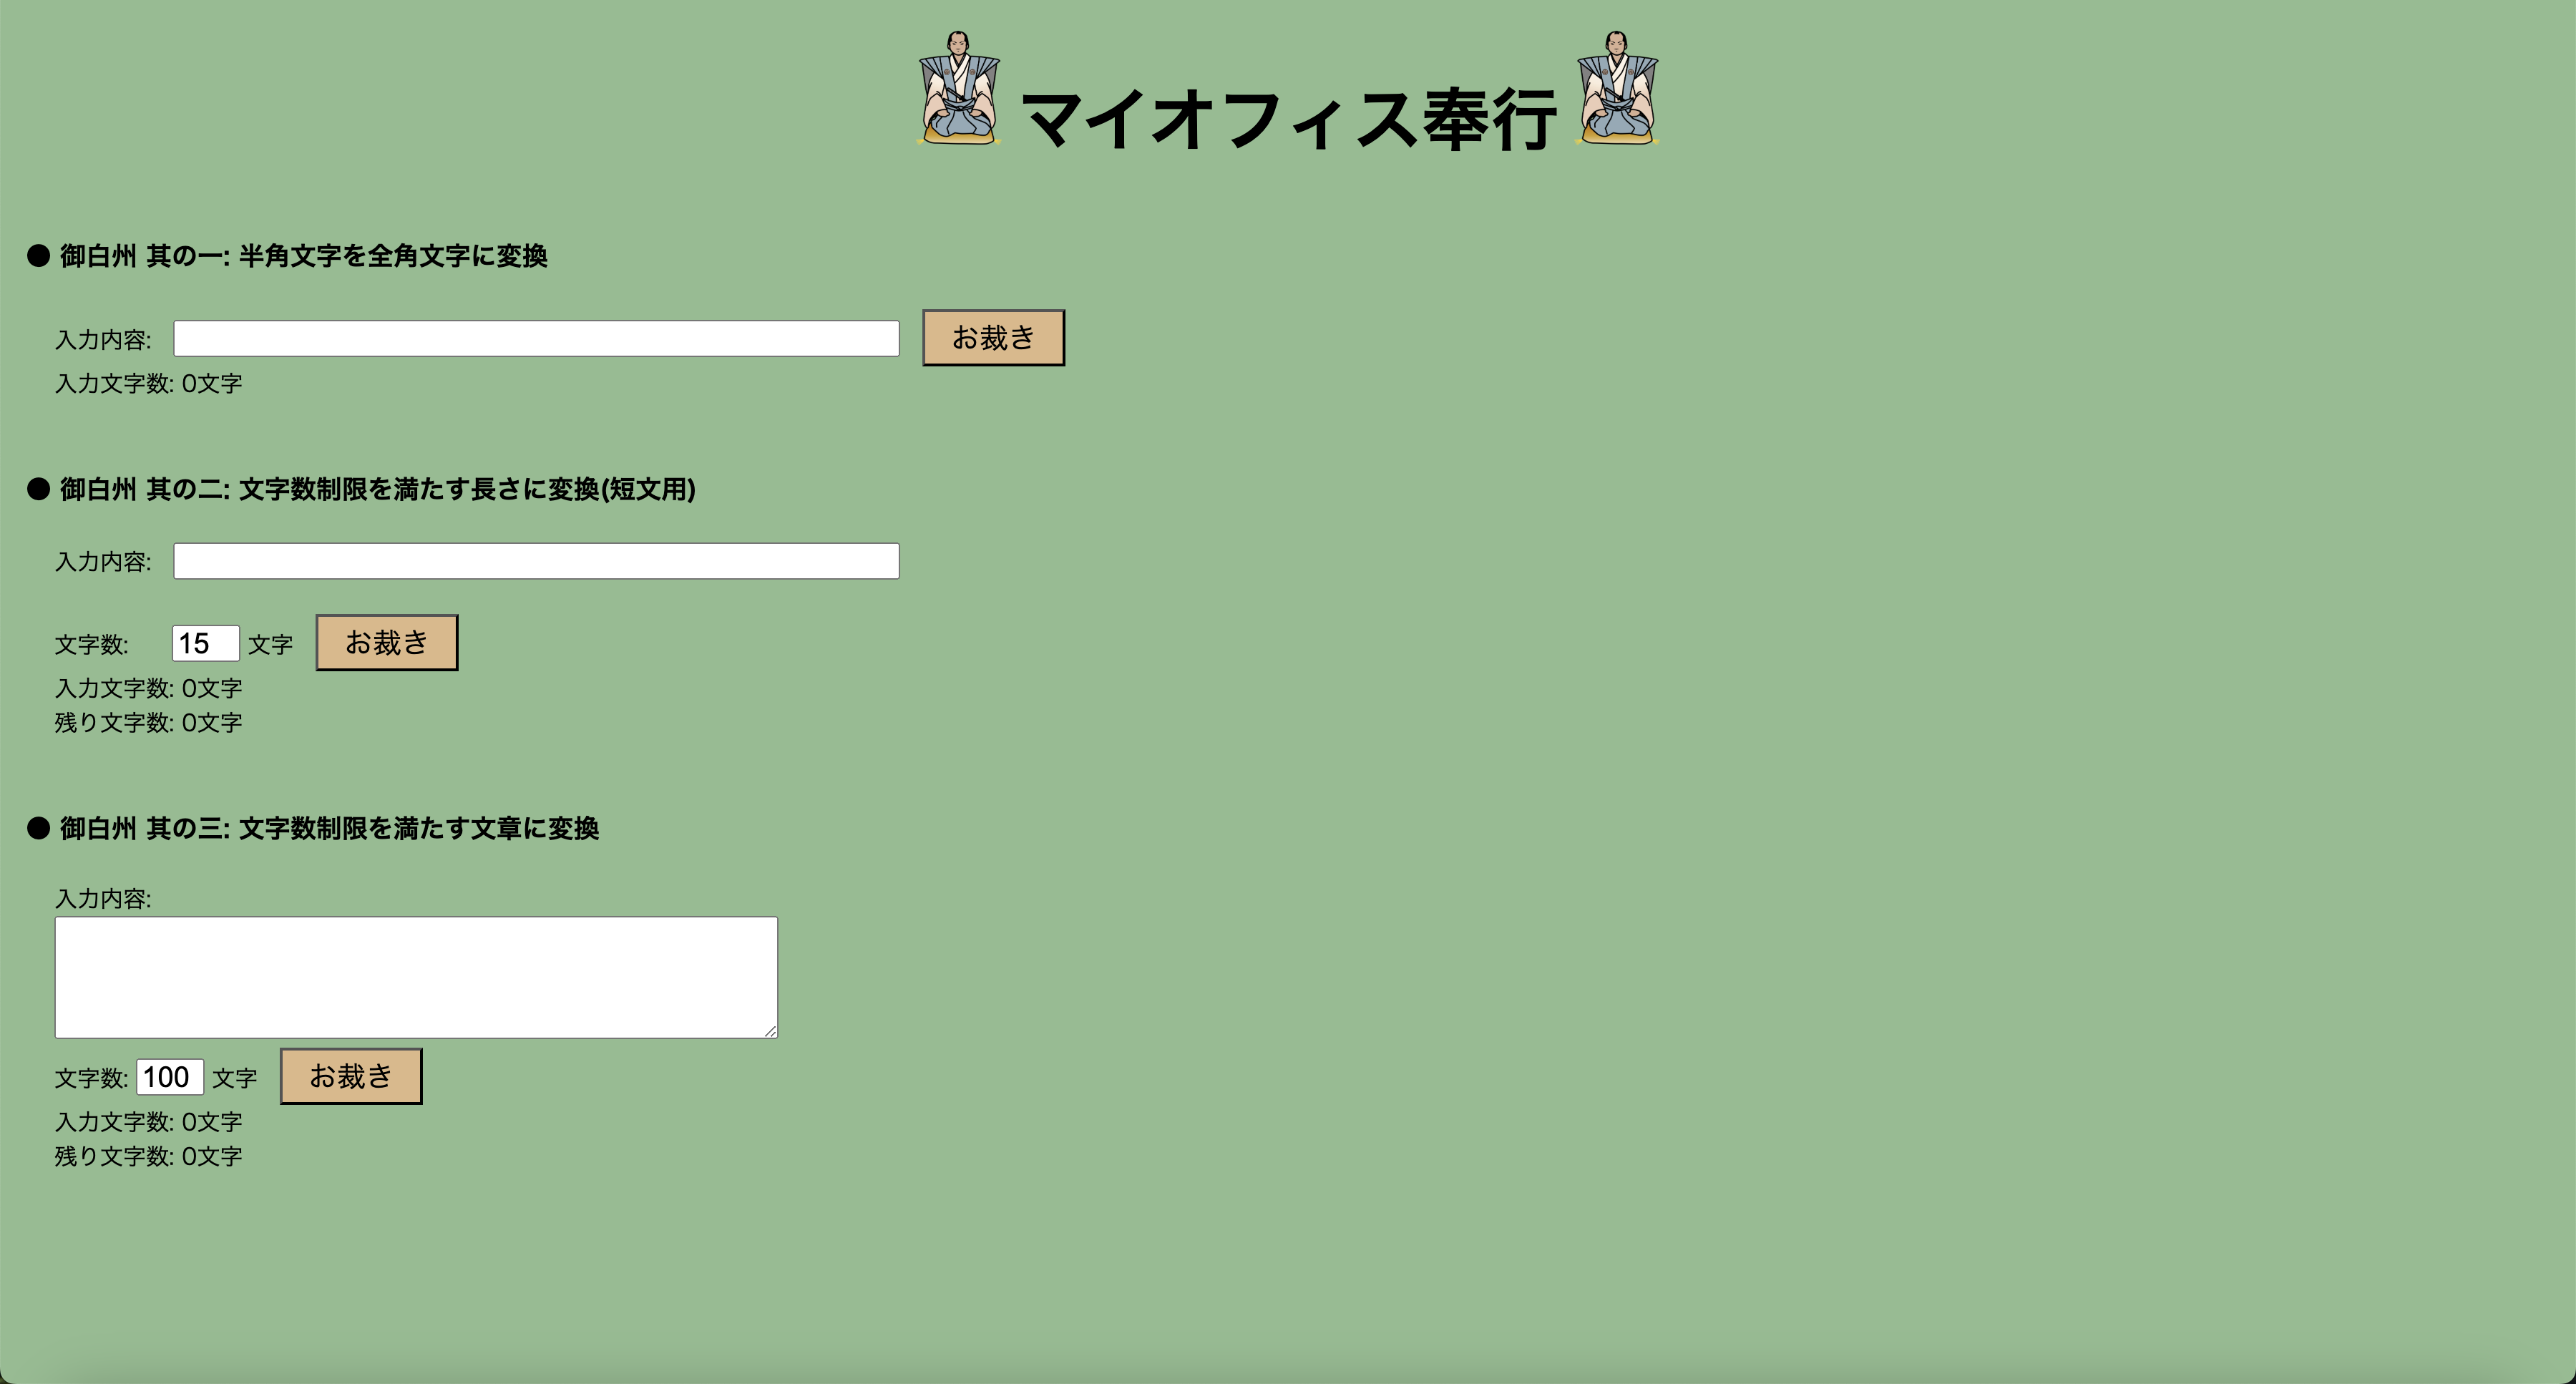 マイオフィス奉行
● 御白州 其の一: 半角文字を全角文字に変換
入力内容:
お裁き
入力文字数: 0文字
● 御白州 其の二: 文字数制限を満たす長さに変換(短文用)
入力内容:
文字数: 15 文字 お裁き
入力文字数: 0文字
残り文字数: 0文字
● 御白州 其の三: 文字数制限を満たす文章に変換
入力内容:
文字数: 100 文字 お裁き
入力文字数: 0文字
残り文字数: 0文字